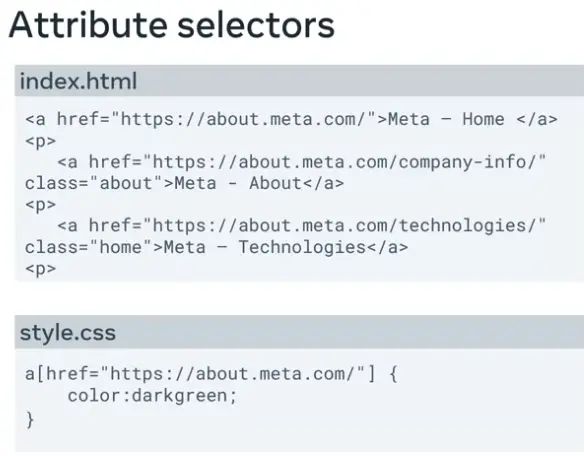 Attribute selectors
index.html
<a href="https://about.meta.com/">Meta – Home </a>
<p>
<a href="https://about.meta.com/company-info/"
class="about">Meta - About</a>
<p>
<a href="https://about.meta.com/technologies/"
class="home">Meta – Technologies</a>
<p>
style.css
a[href="https://about.meta.com/"] {
color:darkgreen;
}